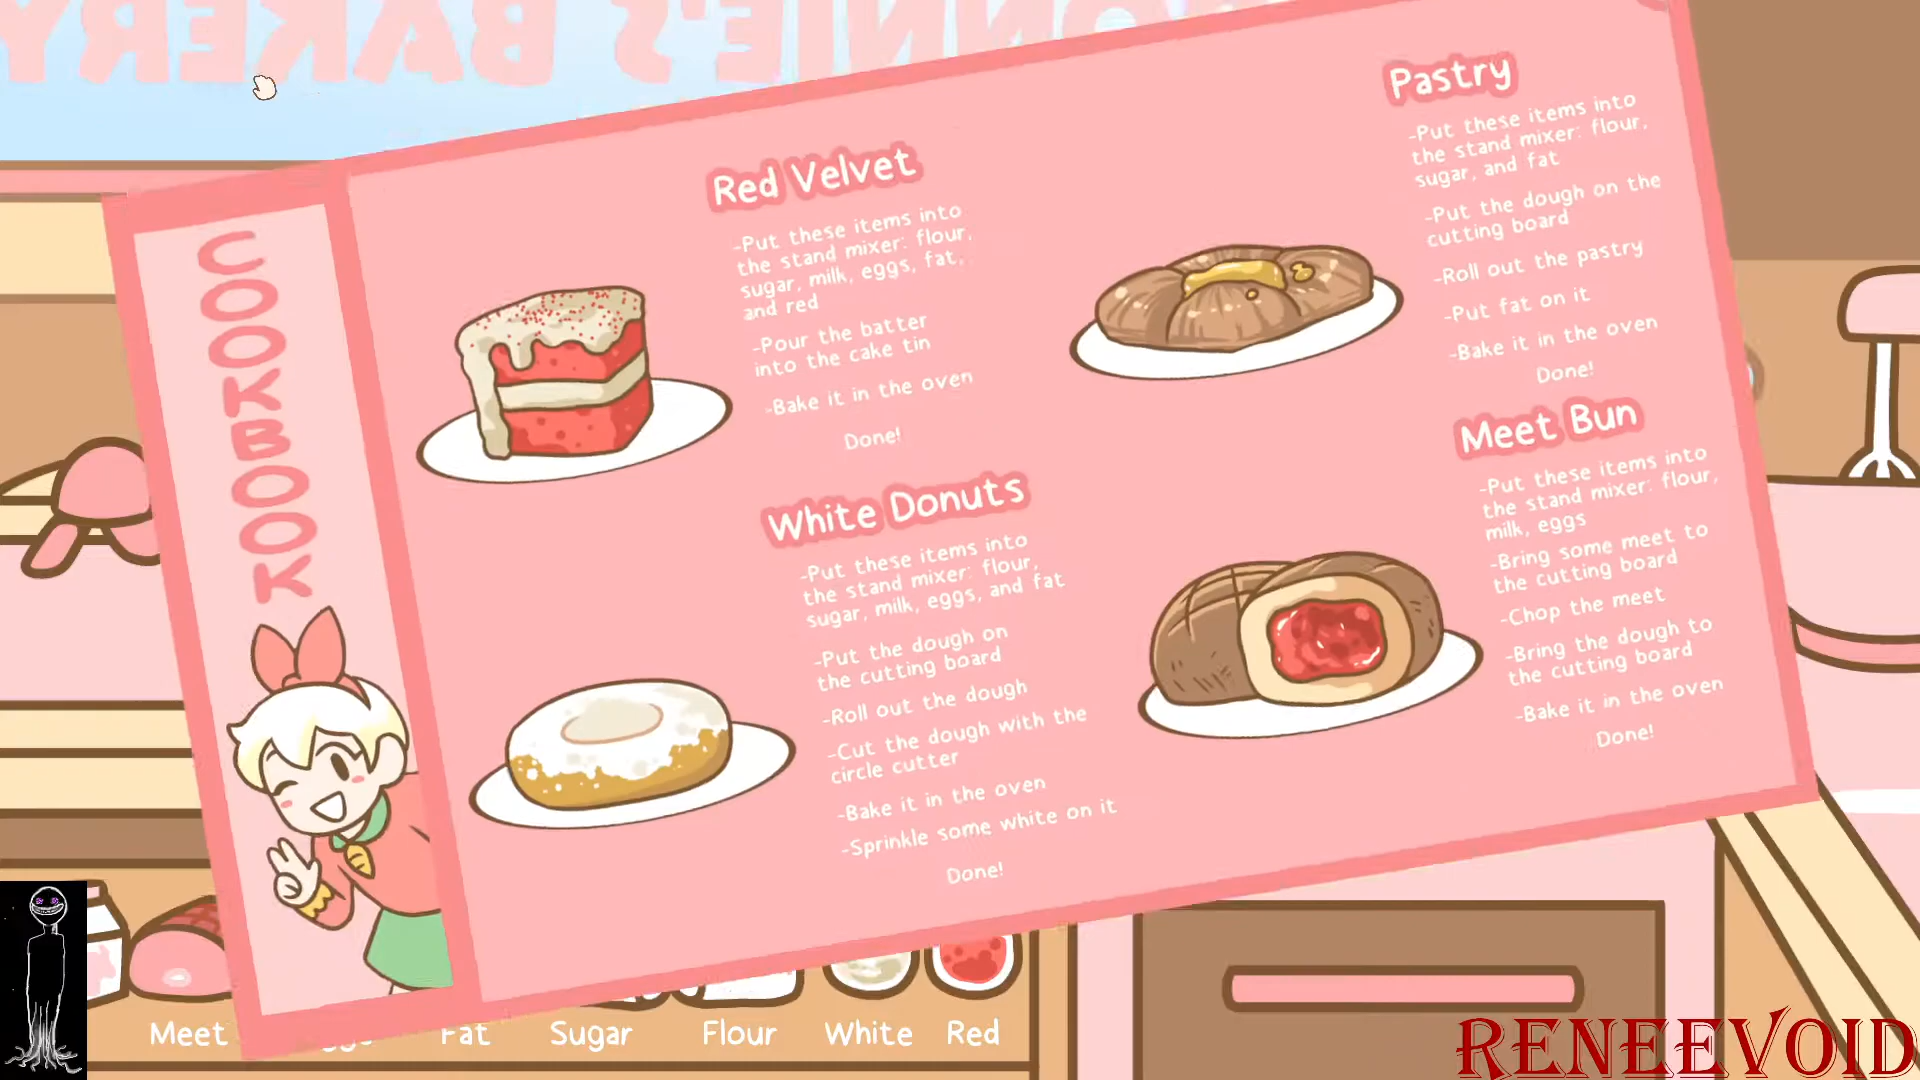 NNIE'S BAKERY
COOKBOOK
Red Velvet
-Put these items into
the stand mixer: flour,
sugar, milk, eggs, fat,
and red
-Pour the batter
into the cake tin
-Bake it in the oven
Done!
White Donuts
-Put these items into
the stand mixer: flour,
sugar, milk, eggs, and fat
-Put the dough on
the cutting board
-Roll out the dough
-Cut the dough with the
circle cutter
-Bake it in the oven
-Sprinkle some white on it
Done!
Pastry
-Put these items into
the stand mixer: flour,
sugar, and fat
-Put the dough on the
cutting board
-Roll out the pastry
-Put fat on it
-Bake it in the oven
Done!
Meet Bun
-Put these items into
the stand mixer: flour,
milk, eggs
-Bring some meet to
the cutting board
-Chop the meet
-Bring the dough to
the cutting board
-Bake it in the oven
Done!
Meet Fat Sugar Flour White Red
RENEEVOID